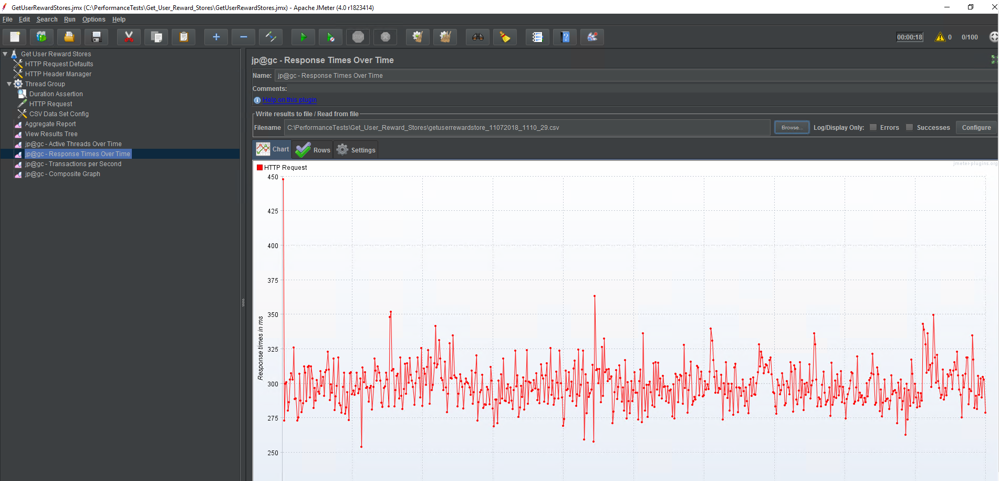 GetUserRewardStores.jmx (C:\PerformanceTests\Get_User_Reward_Stores\GetUserRewardStores.jmx) - Apache JMeter (4.0 r1823414)
File Edit Search Run Options Help
STOP 00:00:18 0 0/100
Get User Reward Stores
HTTP Request Defaults
HTTP Header Manager
Thread Group
Duration Assertion
HTTP Request
CSV Data Set Config
Aggregate Report
View Results Tree
jp@gc - Active Threads Over Time
jp@gc - Response Times Over Time
jp@gc - Transactions per Second
jp@gc - Composite Graph
jp@gc - Response Times Over Time
Name: jp@gc - Response Times Over Time
Comments:
Help on this plugin
Write results to file / Read from file
Filename C:\PerformanceTests\Get_User_Reward_Stores\getuserrewardstore_11072018_1110_29.csv Browse... Log/Display Only: Errors Successes Configure
Chart Rows Settings
HTTP Request
jmeter-plugins.org
450
425
400
375
350
325
300
275
250
Response times in ms